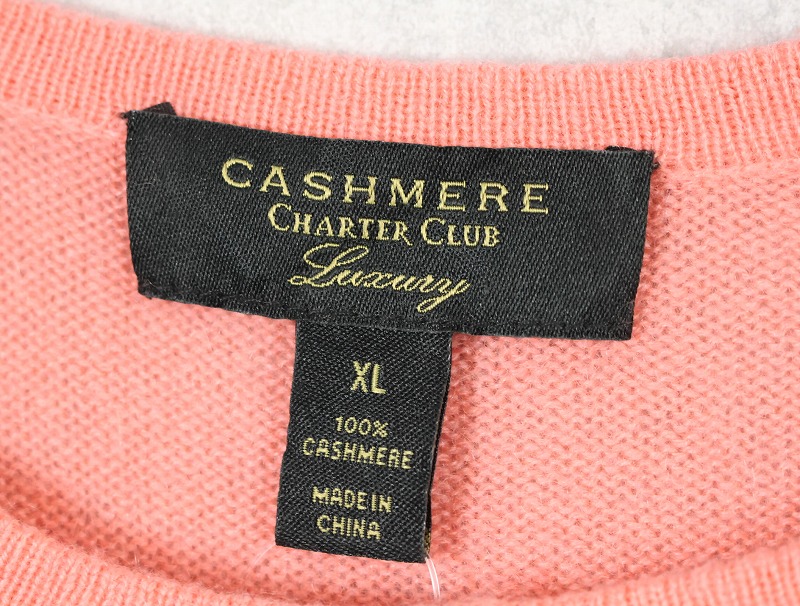 CASHMERE
CHARTER CLUB
Luxury
XL
100%
CASHMERE
MADE IN
CHINA